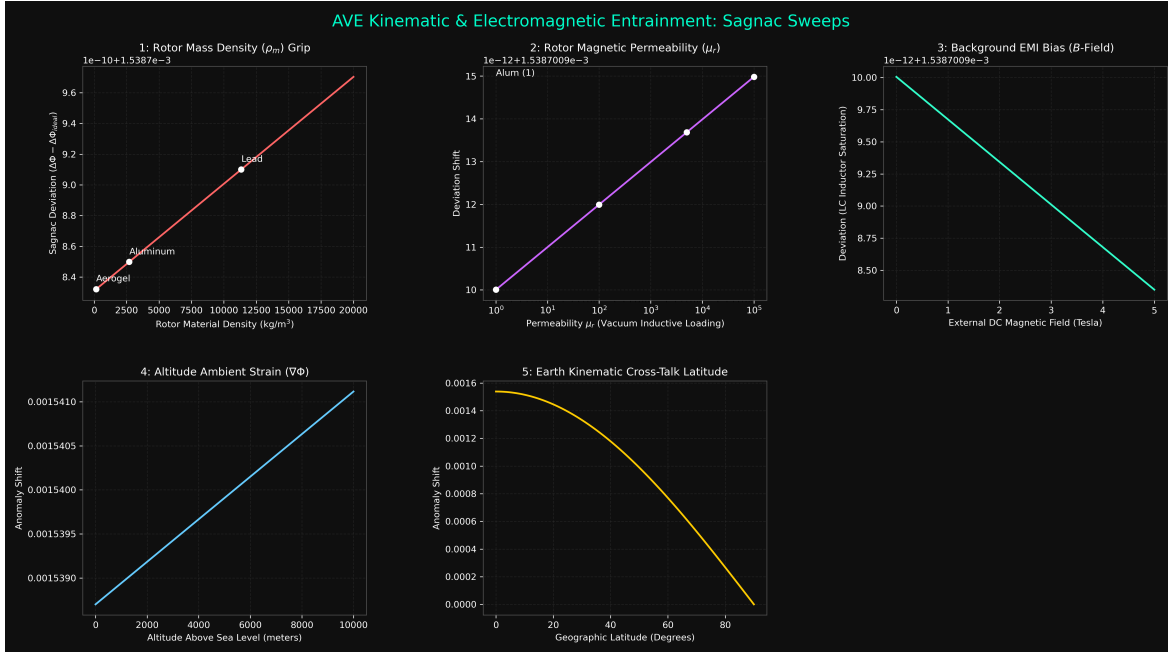 AVE Kinematic & Electromagnetic Entrainment: Sagnac Sweeps
1: Rotor Mass Density (ρₘ) Grip
1e−10+1.5387e−3
9.6
9.4
9.2
9.0
8.8
8.6
8.4
Sagnac Deviation (ΔΦ − ΔΦ_ideal)
Aerogel
Aluminum
Lead
0
2500
5000
7500
10000
12500
15000
17500
20000
Rotor Material Density (kg/m³)
2: Rotor Magnetic Permeability (μᵣ)
1e−12+1.5387009e−3
Alum (1)
15
14
13
12
11
10
Deviation Shift
10⁰
10¹
10²
10³
10⁴
10⁵
Permeability μᵣ (Vacuum Inductive Loading)
3: Background EMI Bias (B-Field)
1e−12+1.5387009e−3
10.00
9.75
9.50
9.25
9.00
8.75
8.50
Deviation (LC Inductor Saturation)
0
1
2
3
4
5
External DC Magnetic Field (Tesla)
4: Altitude Ambient Strain (∇Φ)
0.0015410
0.0015405
0.0015400
0.0015395
0.0015390
Anomaly Shift
0
2000
4000
6000
8000
10000
Altitude Above Sea Level (meters)
5: Earth Kinematic Cross-Talk Latitude
0.0016
0.0014
0.0012
0.0010
0.0008
0.0006
0.0004
0.0002
0.0000
Anomaly Shift
0
20
40
60
80
Geographic Latitude (Degrees)